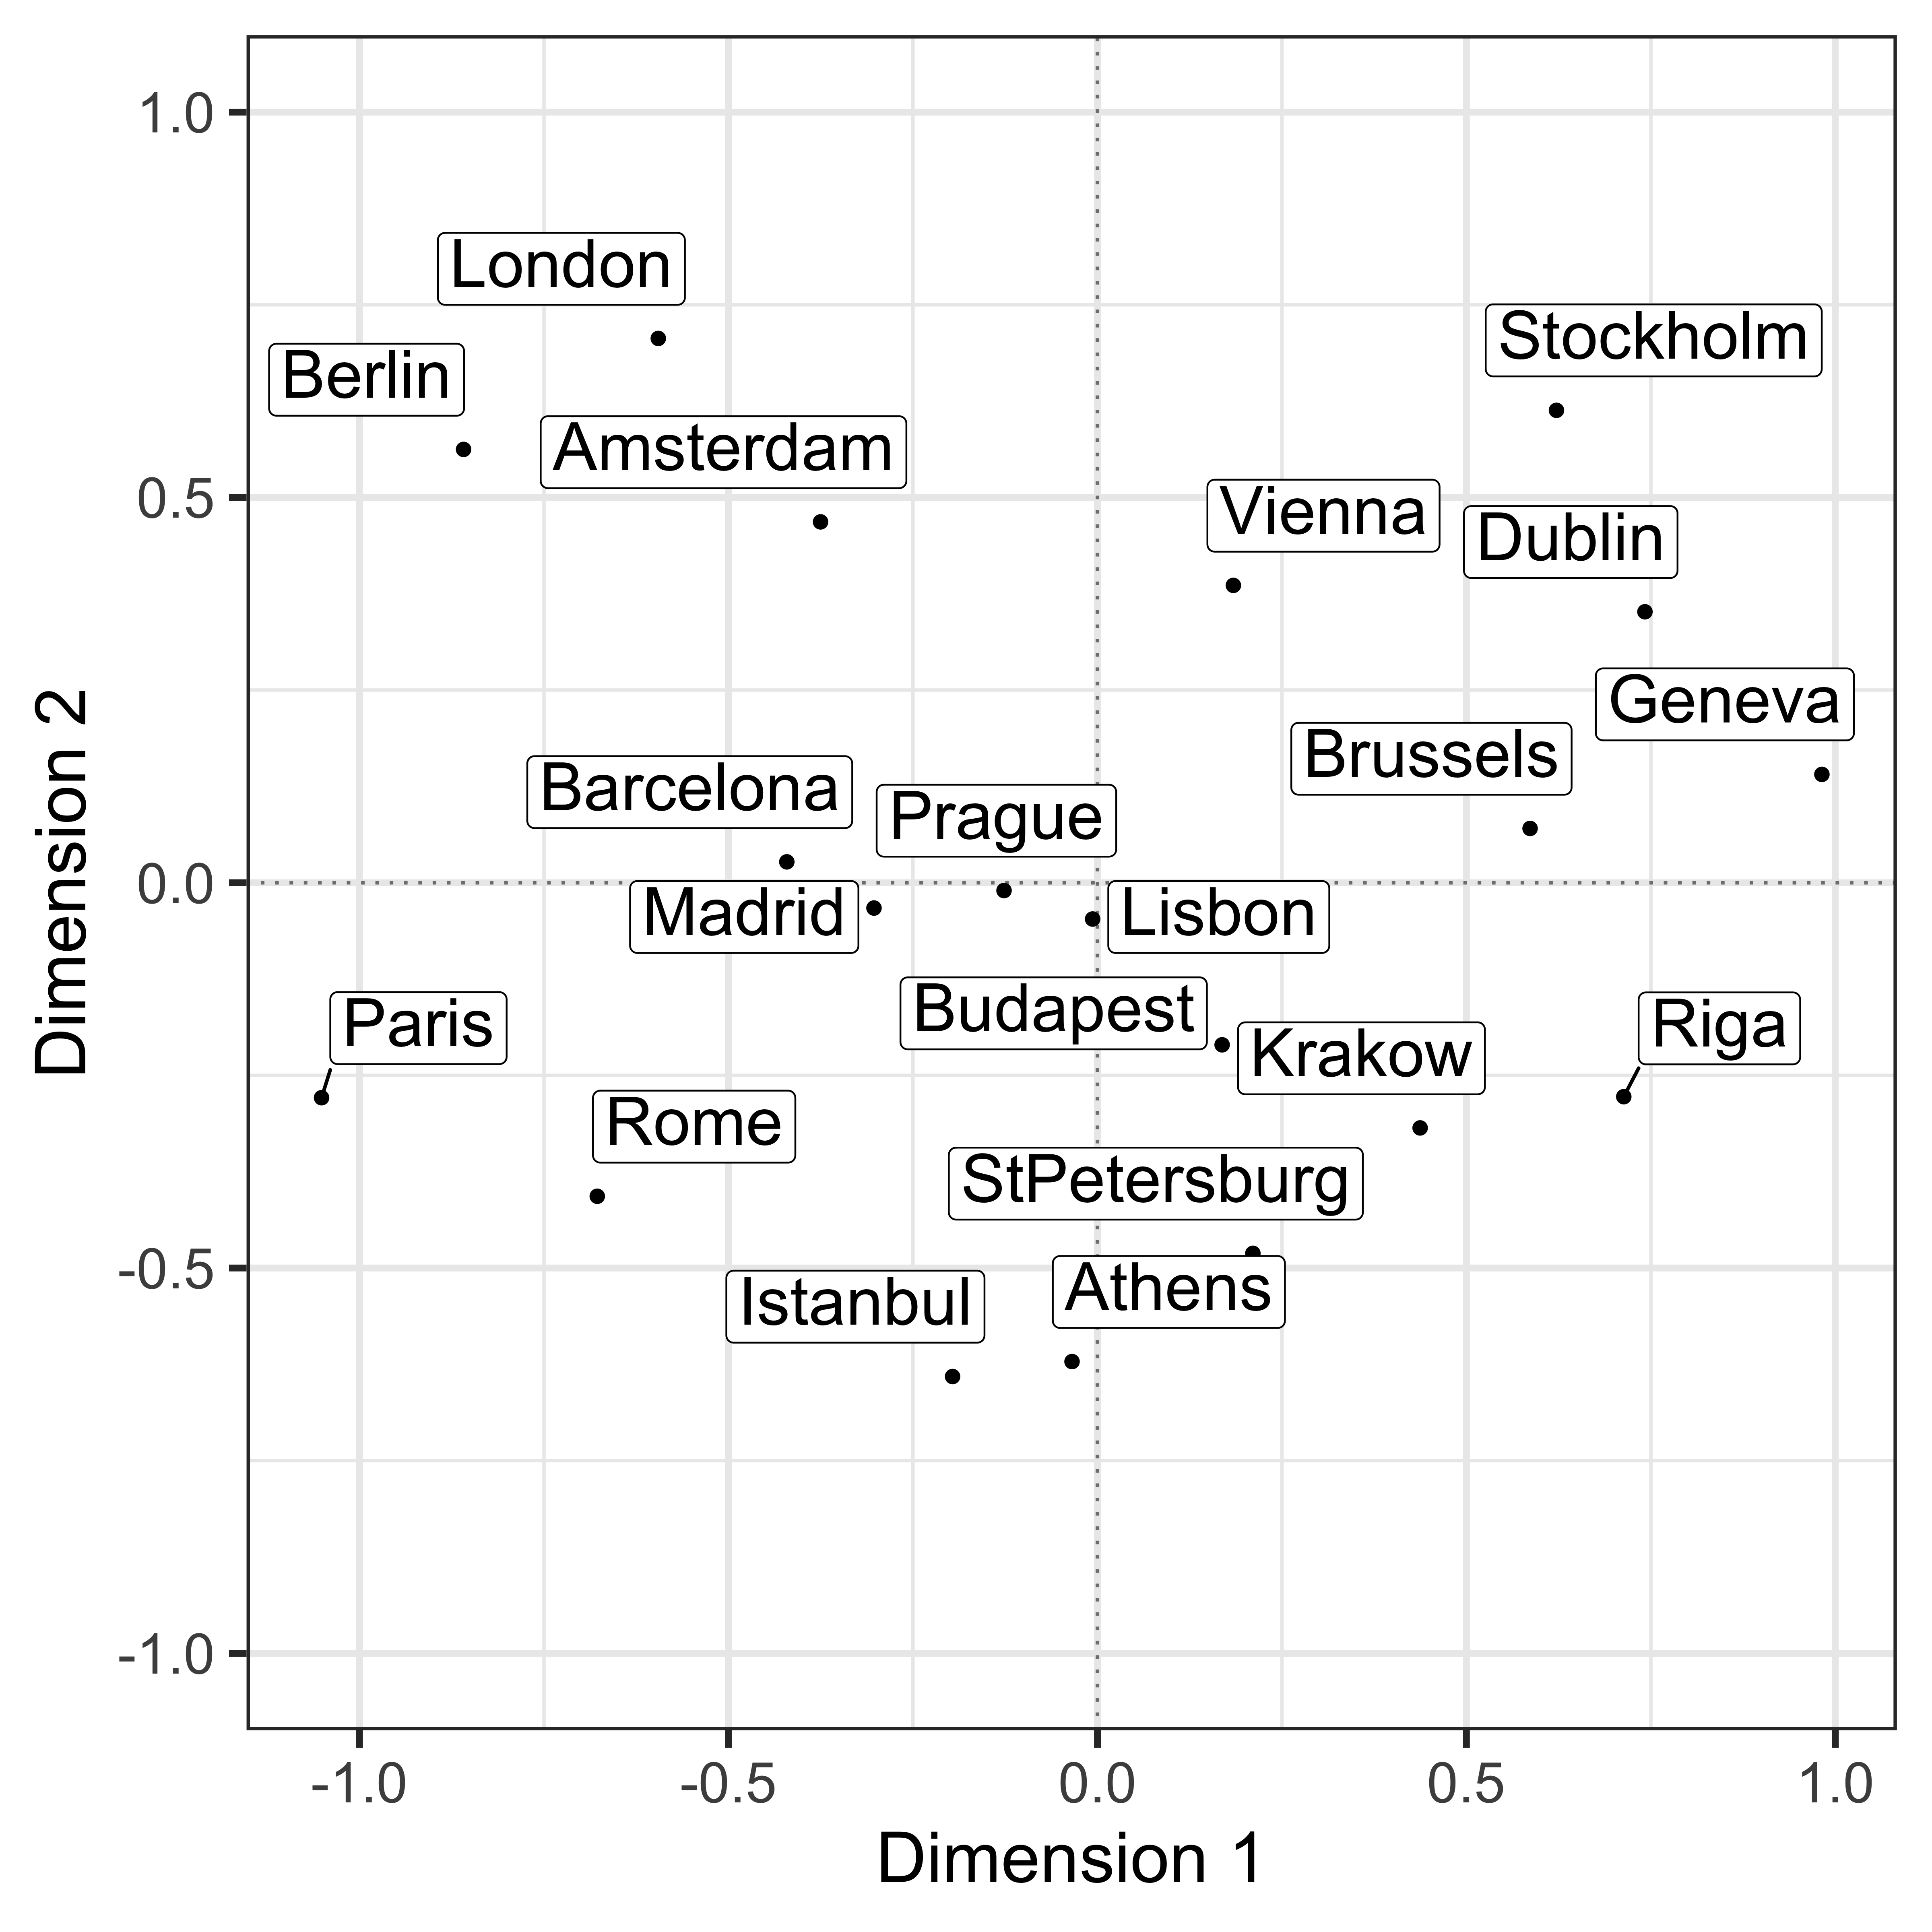 1.0
London
Stockholm
Berlin
Amsterdam
0.5
Vienna
Dublin
Geneva
Brussels
Barcelona
Prague
0.0
Madrid
Lisbon
Dimension 2
Paris
Budapest
Riga
Krakow
Rome
StPetersburg
-0.5
Athens
Istanbul
-1.0
-1.0 -0.5 0.0 0.5 1.0
Dimension 1